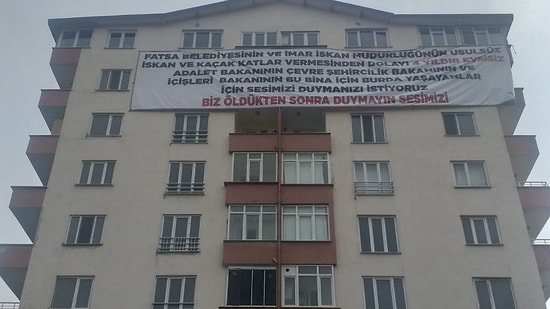 FATSA BELEDİYESİNİN VE İMAR İSKAN MÜDÜRLÜĞÜNÜN USULSÜZ
İSKAN VE KAÇAK KATLAR VERMESİNDEN DOLAYI 4 YILDIR EVSİZİZ
ADALET BAKANININ ÇEVRE ŞEHİRCİLİK BAKANININ VE
İÇİŞLERİ BAKANININ BU BİNA İÇİN BURDA YAŞAYANLAR
İÇİN SESİMİZİ DUYMANIZI İSTİYORUZ
BİZ ÖLDÜKTEN SONRA DUYMAYIN SESİMİZİ